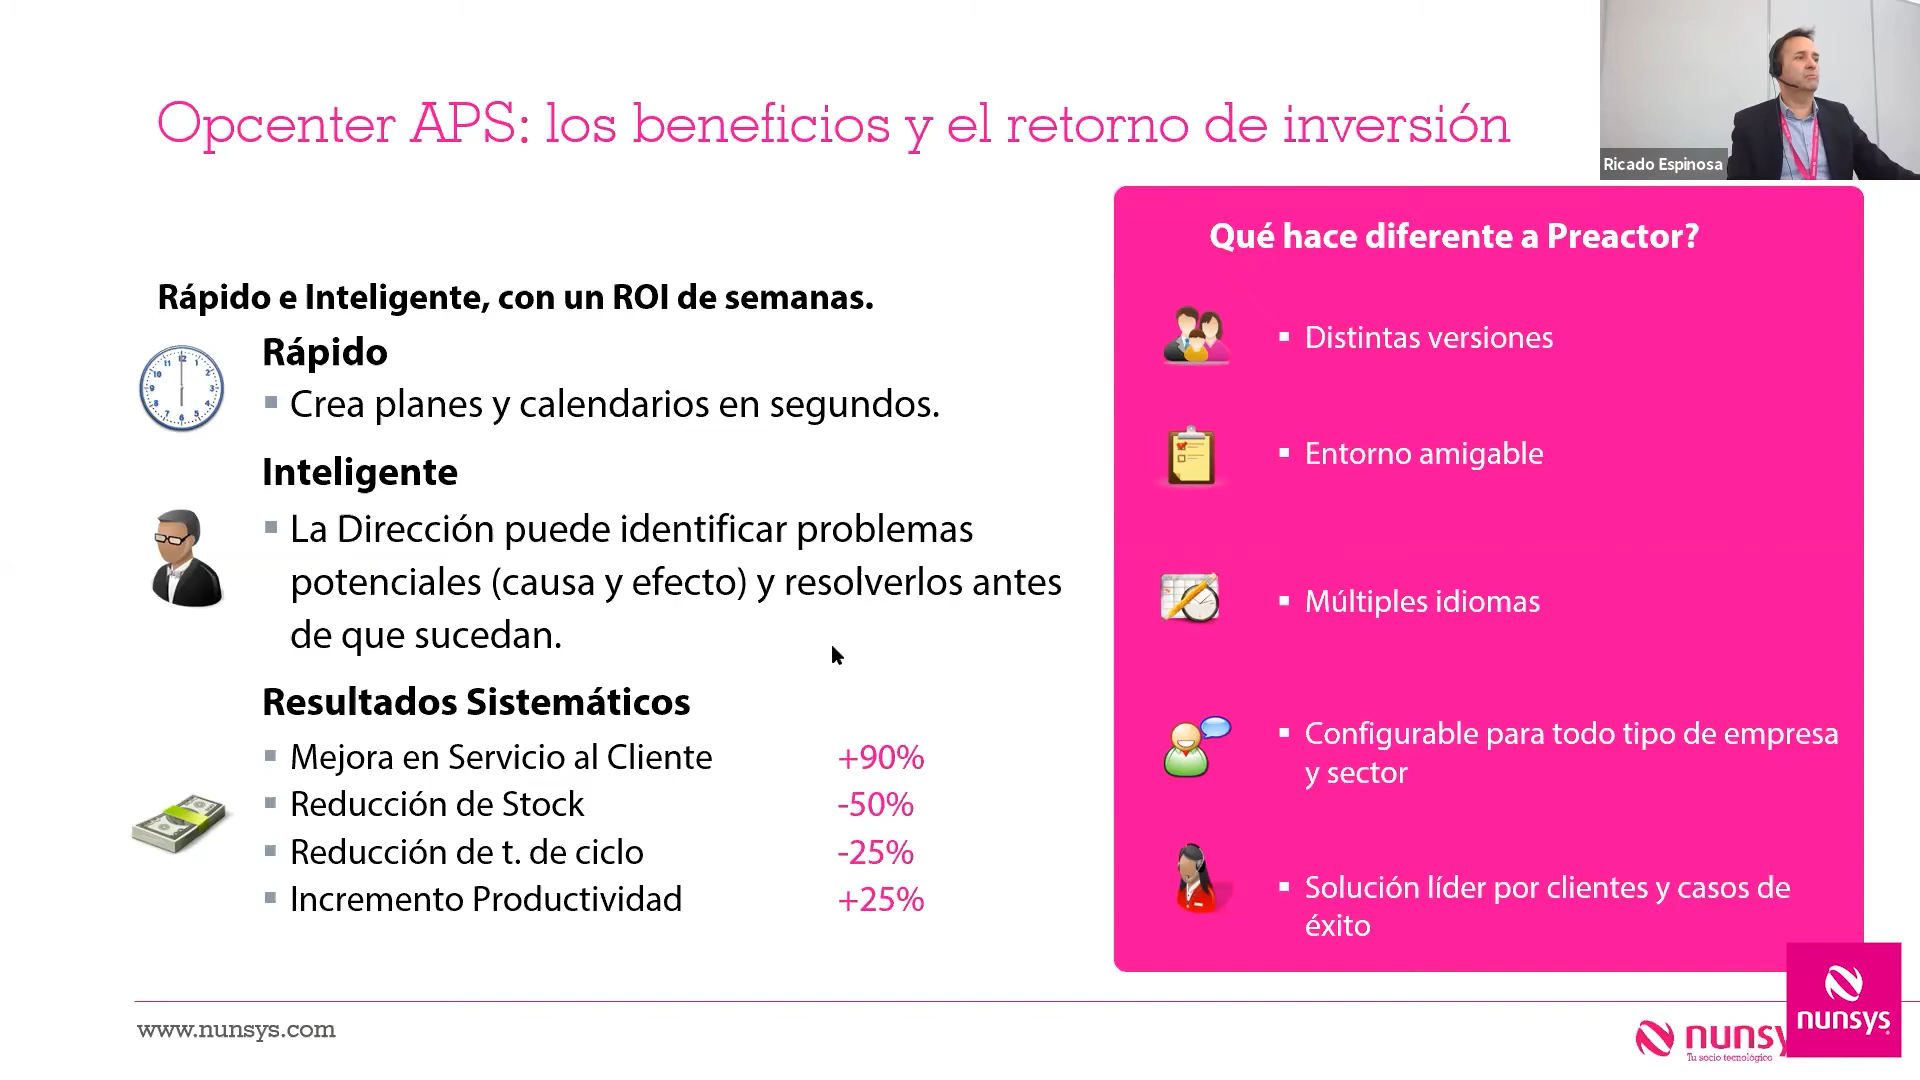 Opcenter APS: los beneficios y el retorno de inversión
Ricado Espinosa
Rápido e Inteligente, con un ROI de semanas.
Rápido
Crea planes y calendarios en segundos.
Inteligente
La Dirección puede identificar problemas
potenciales (causa y efecto) y resolverlos antes
de que sucedan.
Resultados Sistemáticos
Mejora en Servicio al Cliente +90%
Reducción de Stock -50%
Reducción de t. de ciclo -25%
Incremento Productividad +25%
Qué hace diferente a Preactor?
Distintas versiones
Entorno amigable
Múltiples idiomas
Configurable para todo tipo de empresa
y sector
Solución líder por clientes y casos de
éxito
www.nunsys.com
nunsy
Tu socio tecnológico
nunsys